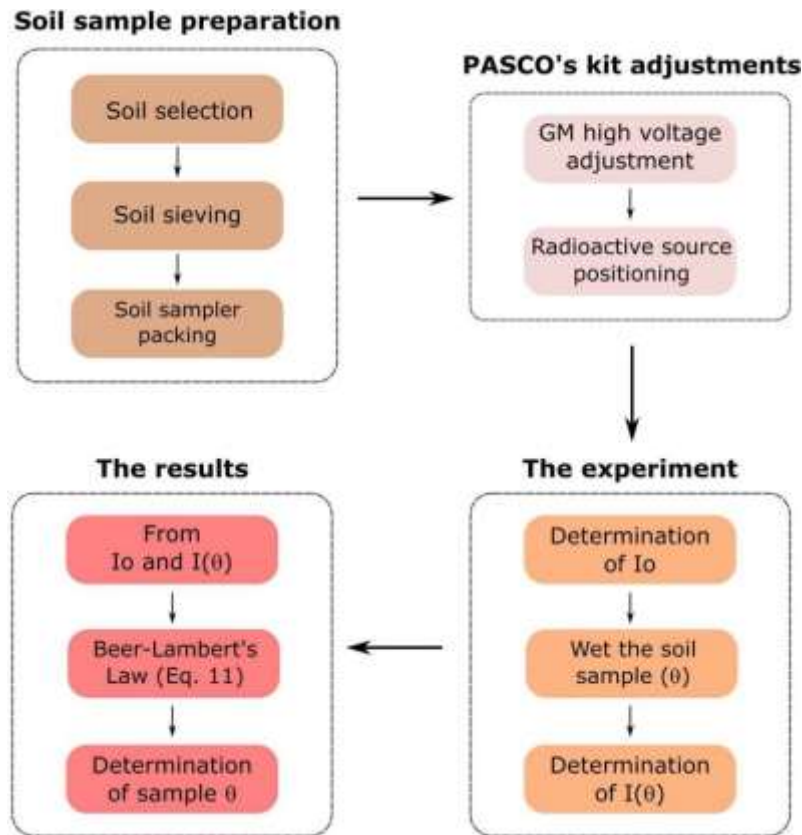 Soil sample preparation
Soil selection
Soil sieving
Soil sampler
packing
PASCO's kit adjustments
GM high voltage
adjustment
Radioactive source
positioning
The experiment
Determination
of Io
Wet the soil
sample (θ)
Determination
of I(θ)
The results
From
Io and I(θ)
Beer-Lambert's
Law (Eq. 11)
Determination
of sample θ